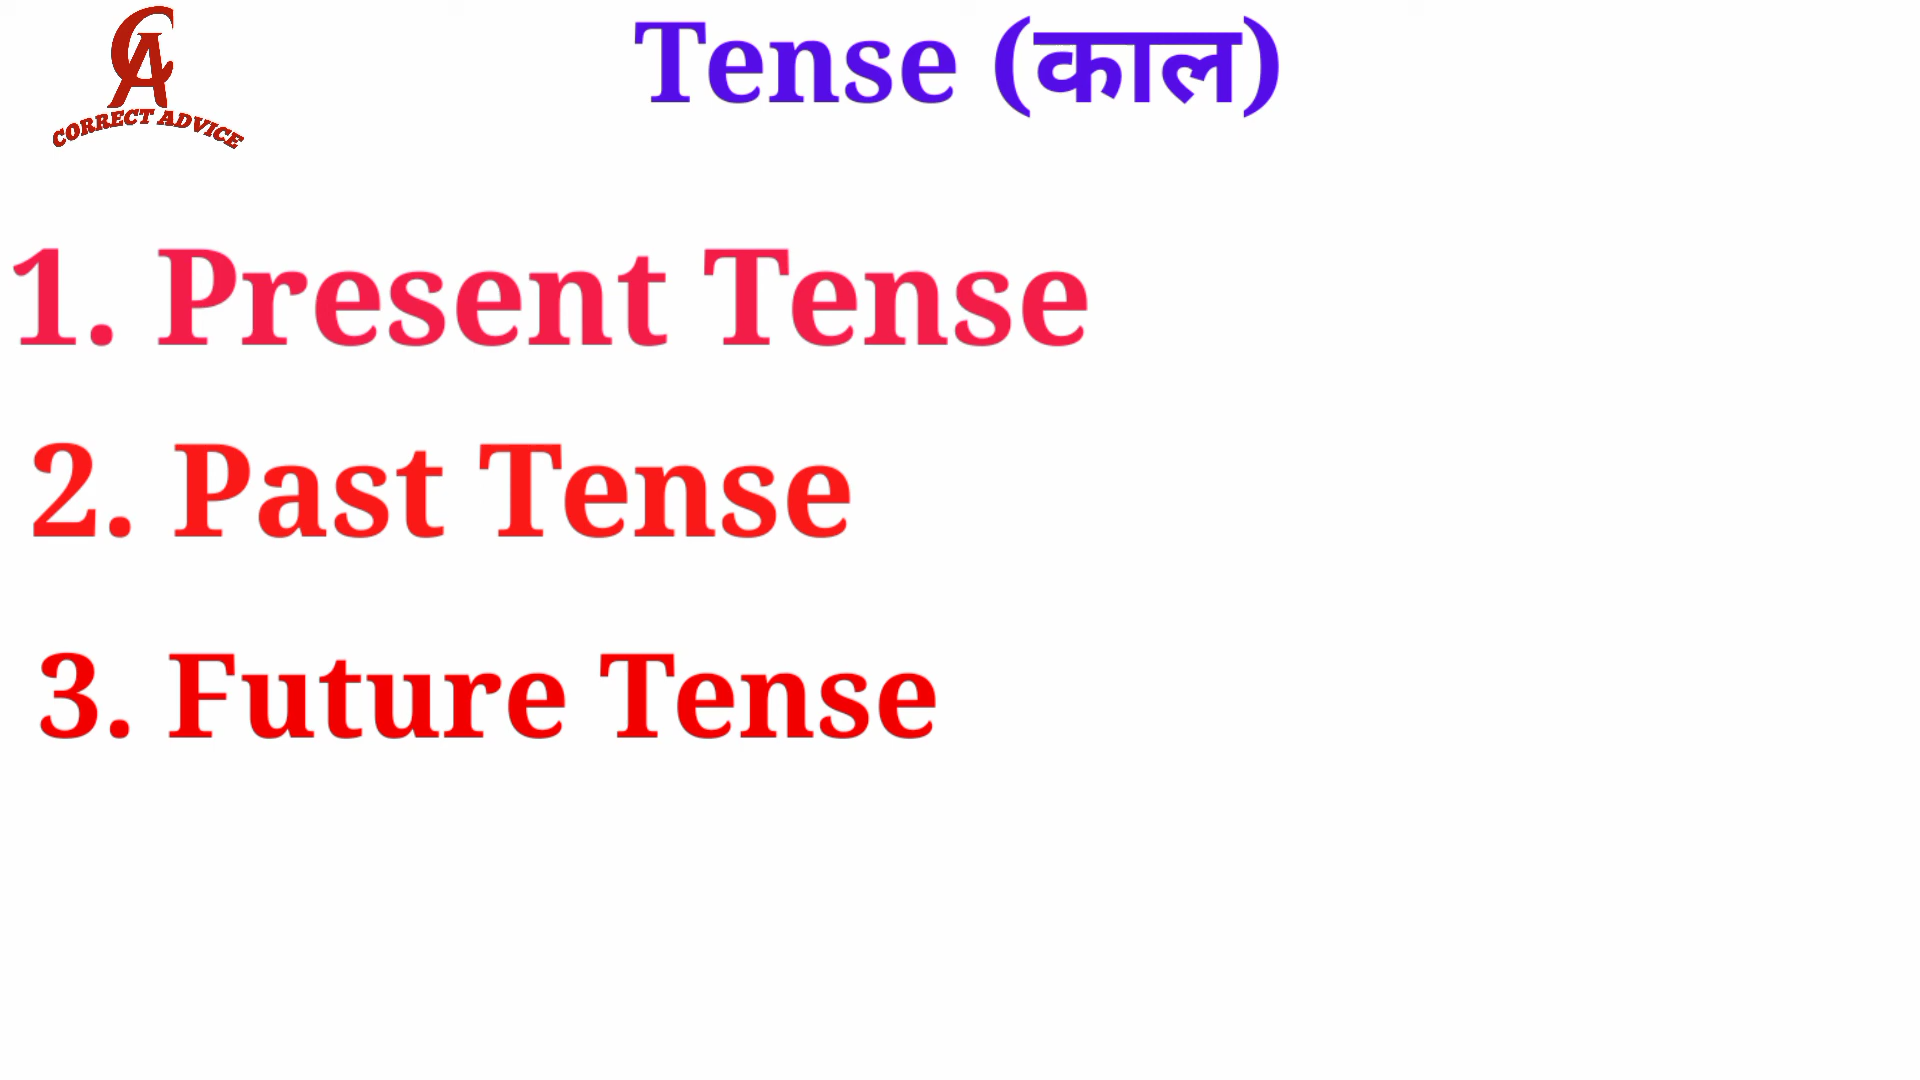 CA
CORRECT ADVICE
Tense (काल)
1. Present Tense
2. Past Tense
3. Future Tense